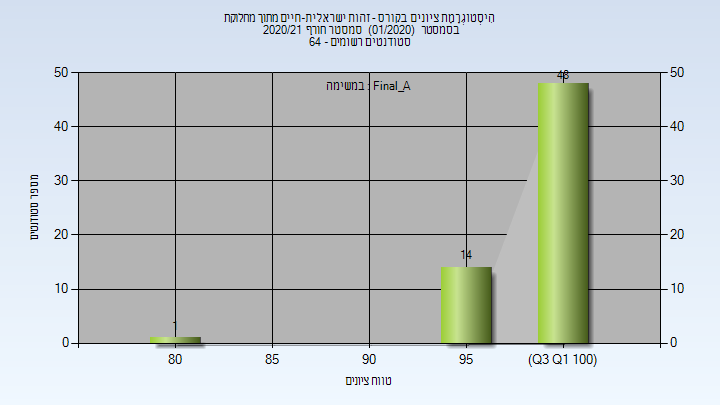 היסטוגרמת ציונים בקורס - זהות ישראלית-חיים מתוך מחלוקת
בסמסטר (01/2020) סמסטר חורף 2020/21
סטודנטים רשומים - 64
במשימה : Final_A
מספר סטודנטים
50
40
30
20
10
0
50
40
30
20
10
0
1
14
48
80
85
90
95
(Q3 Q1 100)
טווח ציונים